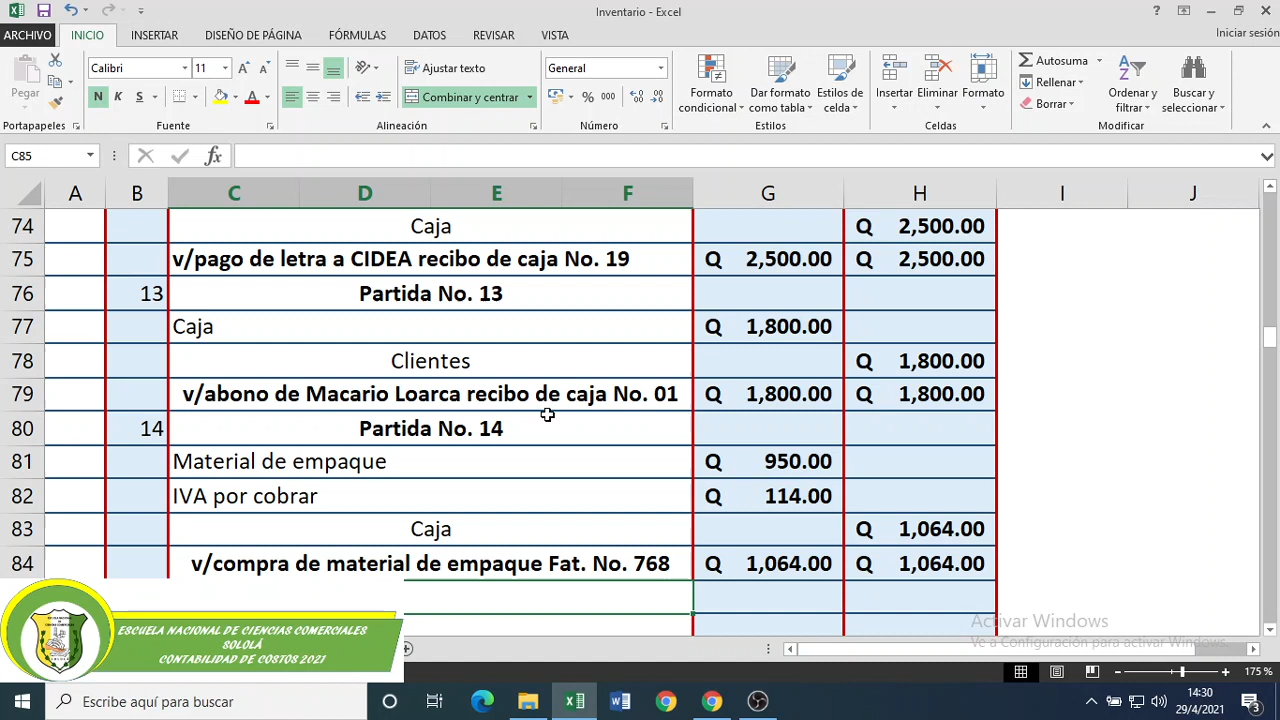 Inventario - Excel
Iniciar sesión
ARCHIVO INICIO INSERTAR DISEÑO DE PÁGINA FÓRMULAS DATOS REVISAR VISTA
Pegar
Calibri 11
N K S
Ajustar texto
Combinar y centrar
General
% 000
Formato condicional
Dar formato como tabla
Estilos de celda
Insertar Eliminar Formato
Autosuma
Rellenar
Borrar
Ordenar y filtrar
Buscar y seleccionar
Portapapeles Fuente Alineación Número Estilos Celdas Modificar
C85 fx
A B C D E F G H I J
74 Caja Q 2,500.00
75 v/pago de letra a CIDEA recibo de caja No. 19 Q 2,500.00 Q 2,500.00
76 13 Partida No. 13
77 Caja Q 1,800.00
78 Clientes Q 1,800.00
79 v/abono de Macario Loarca recibo de caja No. 01 Q 1,800.00 Q 1,800.00
80 14 Partida No. 14
81 Material de empaque Q 950.00
82 IVA por cobrar Q 114.00
83 Caja Q 1,064.00
84 v/compra de material de empaque Fat. No. 768 Q 1,064.00 Q 1,064.00
ESCUELA NACIONAL DE CIENCIAS COMERCIALES
SOLOLÁ
CONTABILIDAD DE COSTOS 2021
Activar Windows
Ve a Configuración para activar Windows.
175 %
Escribe aquí para buscar
14:30
29/4/2021
3